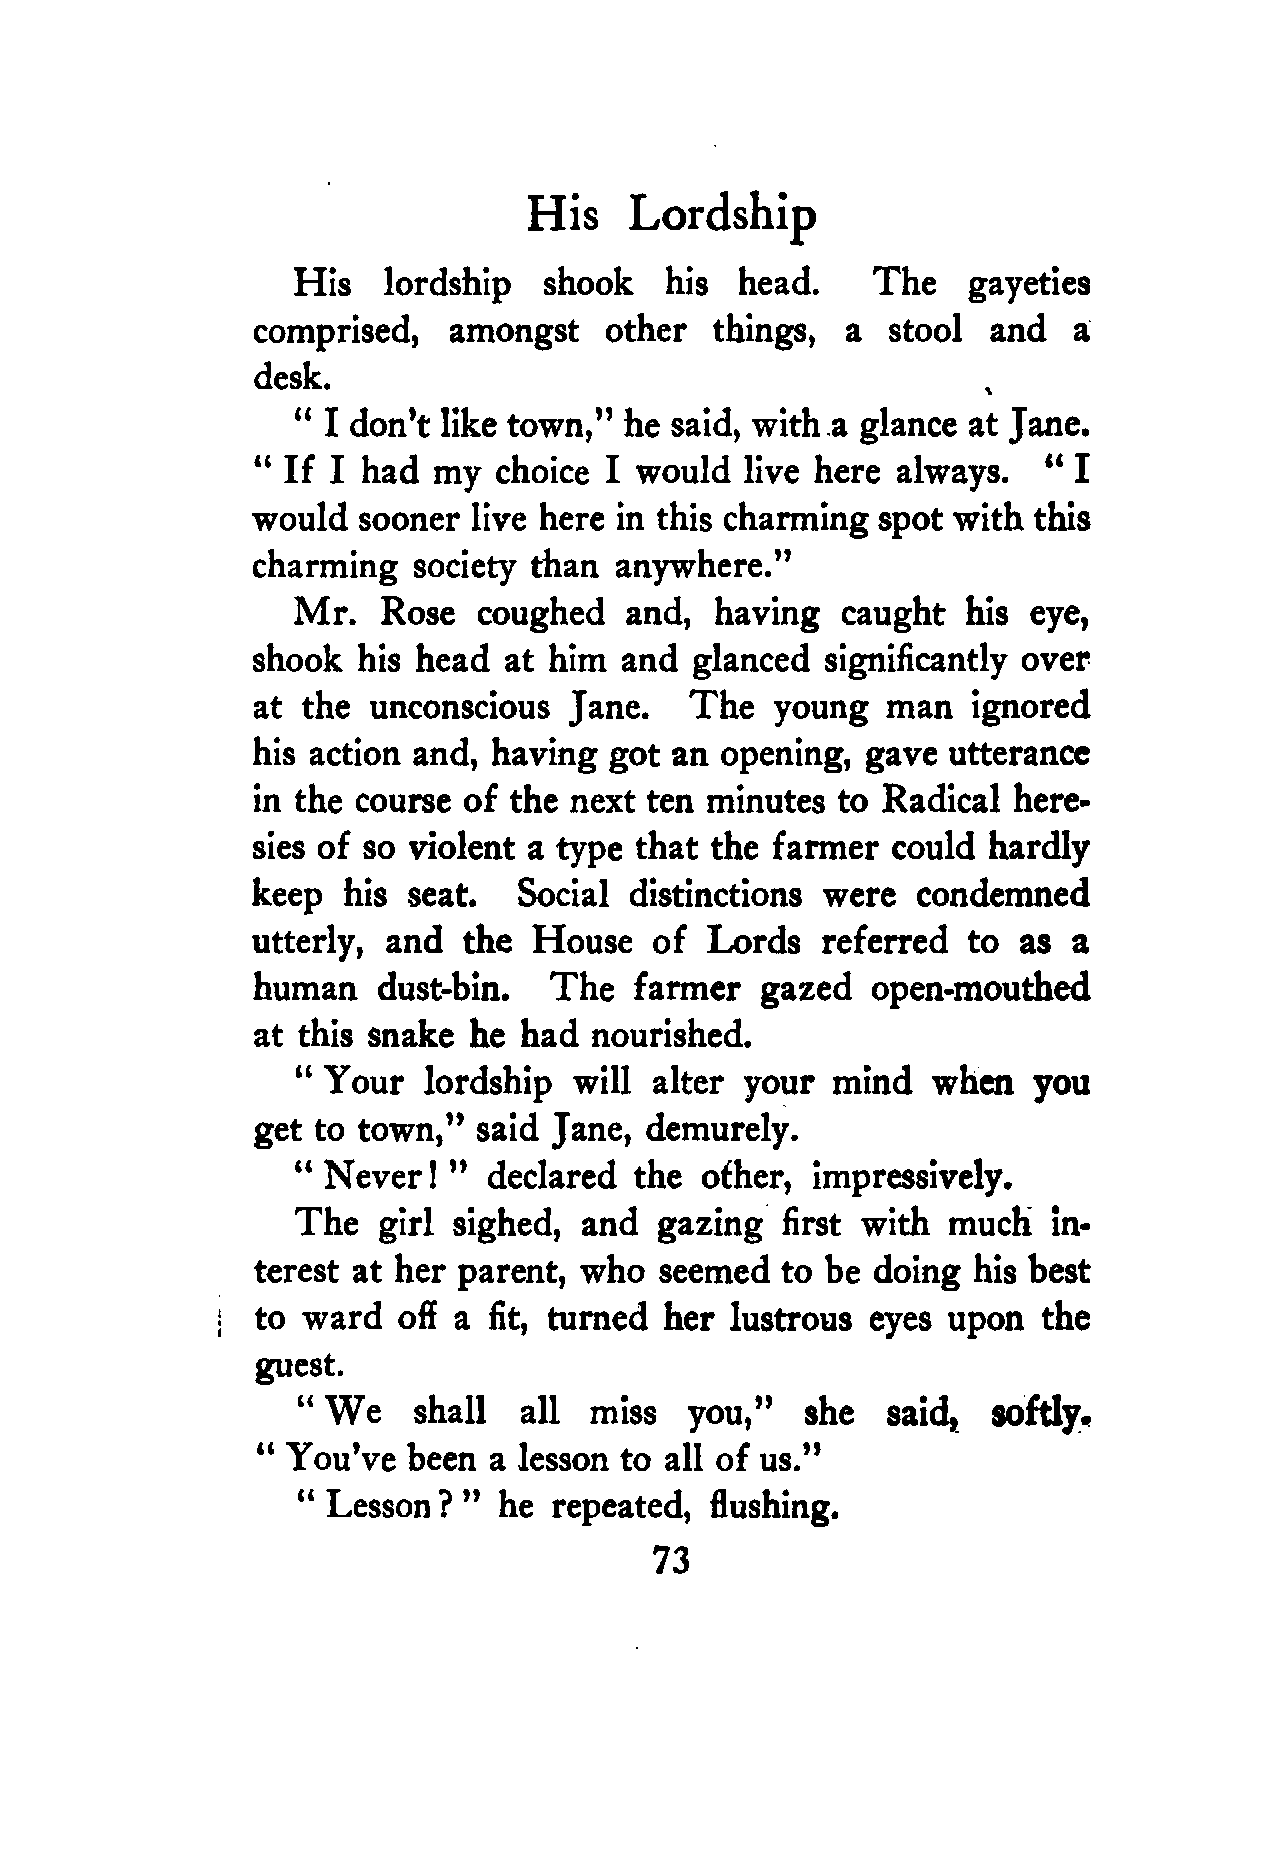 His Lordship
His lordship shook his head. The gayeties
comprised, amongst other things, a stool and a
desk.
" I don't like town," he said, with a glance at Jane.
" If I had my choice I would live here always. " I
would sooner live here in this charming spot with this
charming society than anywhere."
Mr. Rose coughed and, having caught his eye,
shook his head at him and glanced significantly over
at the unconscious Jane. The young man ignored
his action and, having got an opening, gave utterance
in the course of the next ten minutes to Radical here-
sies of so violent a type that the farmer could hardly
keep his seat. Social distinctions were condemned
utterly, and the House of Lords referred to as a
human dust-bin. The farmer gazed open-mouthed
at this snake he had nourished.
" Your lordship will alter your mind when you
get to town," said Jane, demurely.
" Never! " declared the other, impressively.
The girl sighed, and gazing first with much in-
terest at her parent, who seemed to be doing his best
to ward off a fit, turned her lustrous eyes upon the
guest.
" We shall all miss you," she said, softly.
" You've been a lesson to all of us."
" Lesson? " he repeated, flushing.
73